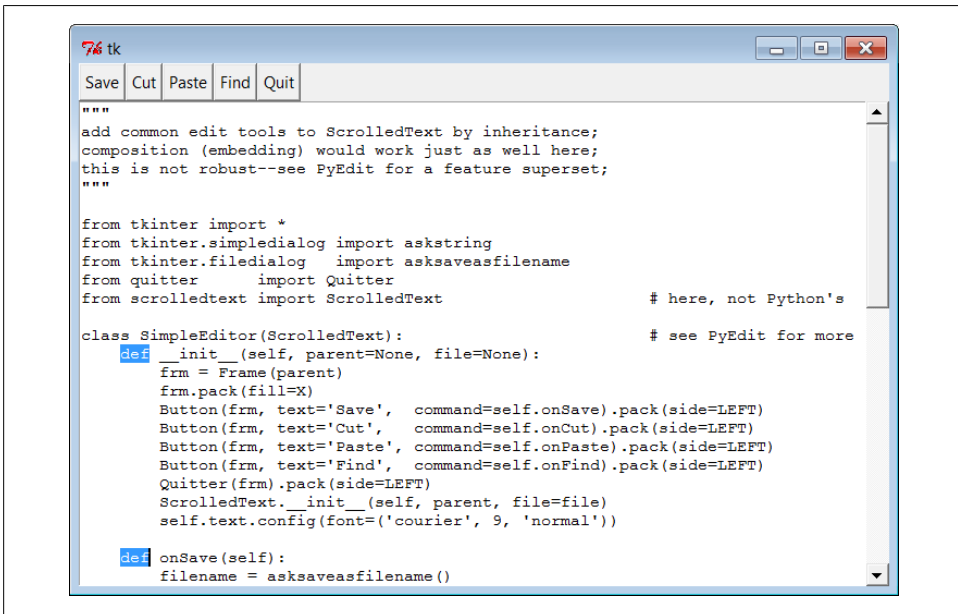 tk
Save Cut Paste Find Quit
"""
add common edit tools to ScrolledText by inheritance;
composition (embedding) would work just as well here;
this is not robust--see PyEdit for a feature superset;
"""

from tkinter import *
from tkinter.simpledialog import askstring
from tkinter.filedialog   import asksaveasfilename
from quitter      import Quitter
from scrolledtext import ScrolledText                     # here, not Python's

class SimpleEditor(ScrolledText):                         # see PyEdit for more
    def __init__(self, parent=None, file=None):
        frm = Frame(parent)
        frm.pack(fill=X)
        Button(frm, text='Save',  command=self.onSave).pack(side=LEFT)
        Button(frm, text='Cut',   command=self.onCut).pack(side=LEFT)
        Button(frm, text='Paste', command=self.onPaste).pack(side=LEFT)
        Button(frm, text='Find',  command=self.onFind).pack(side=LEFT)
        Quitter(frm).pack(side=LEFT)
        ScrolledText.__init__(self, parent, file=file)
        self.text.config(font=('courier', 9, 'normal'))

    def onSave(self):
        filename = asksaveasfilename()